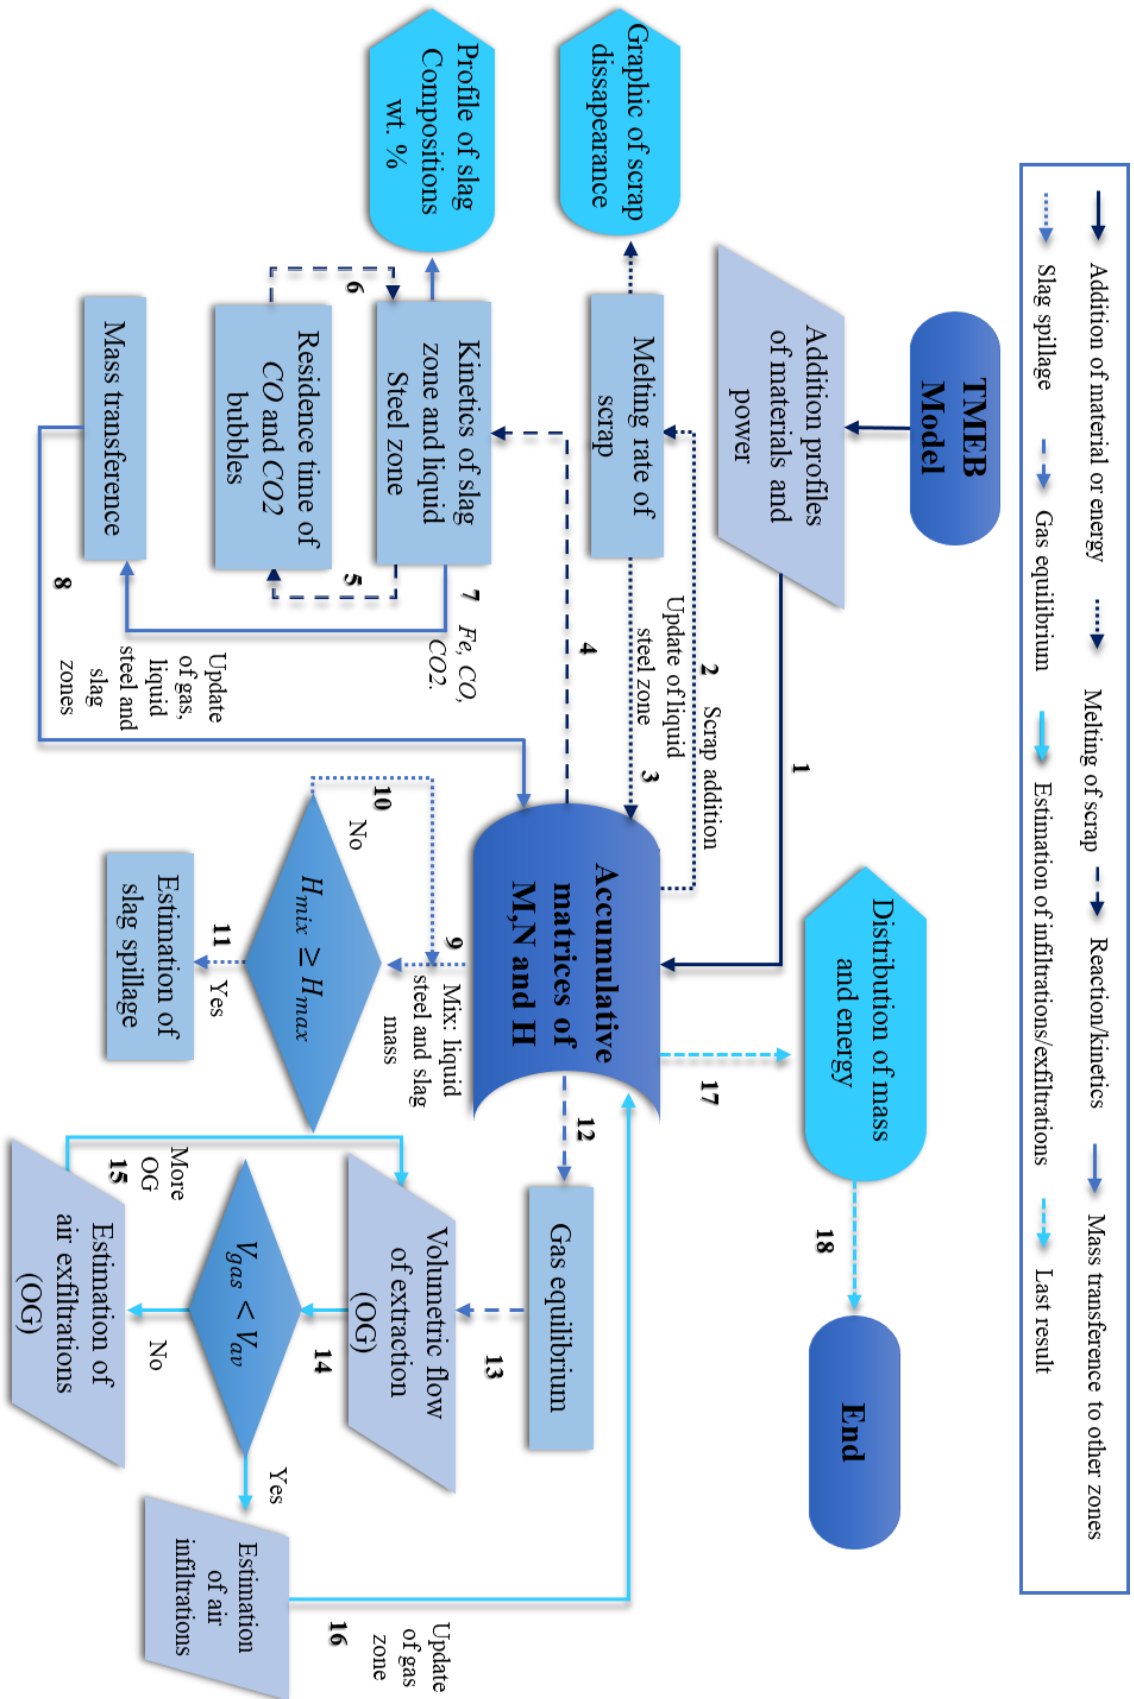 Addition of material or energy
Melting of scrap
Reaction/kinetics
Mass transference to other zones
Slag spillage
Gas equilibrium
Estimation of infiltrations/exfiltrations
Last result
TMEB
Model
Addition profiles
of materials and
power
1
Graphic of scrap
dissapearance
Melting rate of
scrap
2 Scrap addition
Update of liquid
steel zone
3
4
Profile of slag
Compositions
wt. %
Kinetics of slag
zone and liquid
Steel zone
6
5
Residence time of
CO and CO2
bubbles
7 Fe, CO,
CO2.
Mass transference
Update
of gas,
liquid
steel and
slag
zones
8
Accumulative
matrices of
M,N and H
9 Mix: liquid
steel and slag
mass
10
No
Hmix ≥ Hmax
11 Yes
Estimation of
slag spillage
12
Gas equilibrium
13
Volumetric flow
of extraction
(OG)
14
Vgas < Vav
No
Yes
More
OG
15
Estimation of
air exfiltrations
(OG)
Estimation
of air
infiltrations
16
Update
of gas
zone
17
Distribution of mass
and energy
18
End